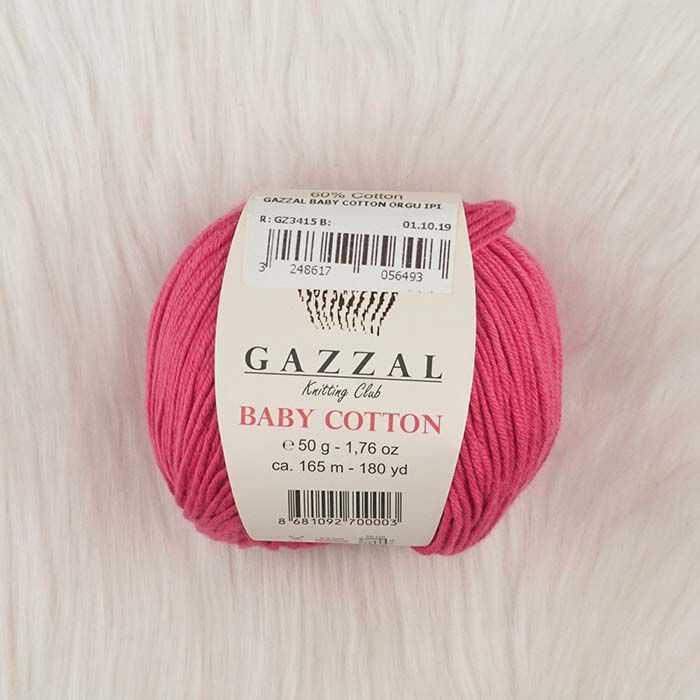 60% Cotton
GAZZAL BABY COTTON ORGU IPI
R: GZ3415 B: 01.10.19
3 248617 056493
GAZZAL
Knitting Club
BABY COTTON
℮ 50 g - 1,76 oz
ca. 165 m - 180 yd
8 681092 700003